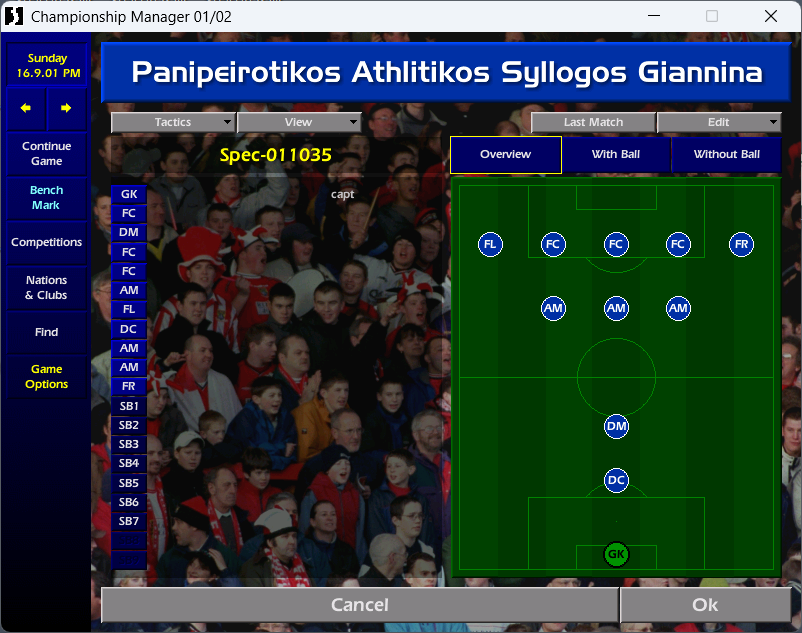 Championship Manager 01/02
Sunday
16.9.01 PM
Continue
Game
Bench
Mark
Competitions
Nations
& Clubs
Find
Game
Options
Panipeirotikos Athlitikos Syllogos Giannina
Tactics View Last Match Edit
Spec-011035
Overview With Ball Without Ball
GK capt
FC
DM
FC
FC
AM
FL
DC
AM
AM
FR
SB1
SB2
SB3
SB4
SB5
SB6
SB7
FL FC FC FC FR
AM AM AM
DM
DC
GK
Cancel Ok